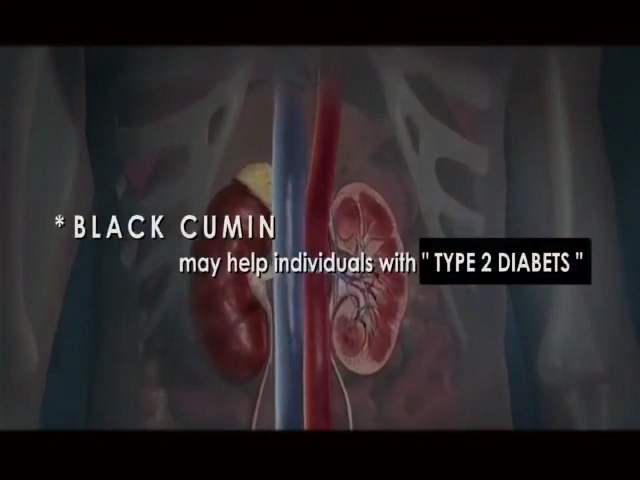 * BLACK CUMIN
may help individuals with " TYPE 2 DIABETS "